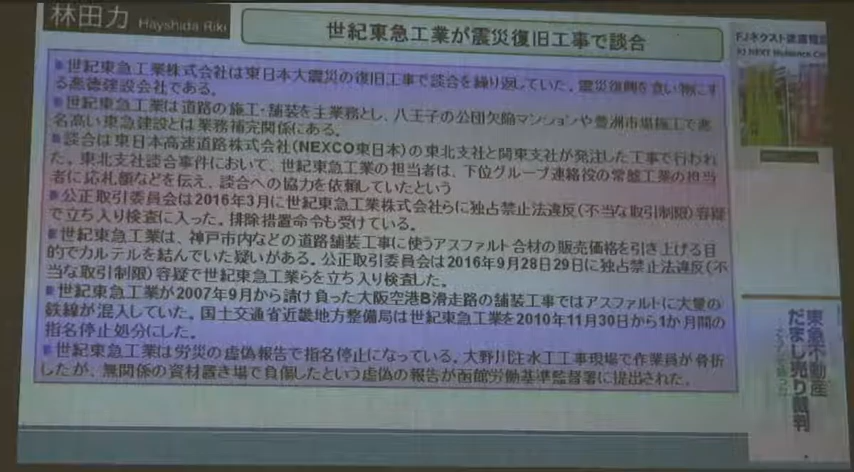 林田力 Hayshida Riki
世紀東急工業が震災復旧工事で談合
世紀東急工業株式会社は東日本大震災の復旧工事で談合を繰り返していた。震災復興を食い物にす
る悪徳建設会社である。
世紀東急工業は道路の施工・舗装を主業務とし、八王子の公団欠陥マンションや豊洲市場施工で悪
名高い東急建設とは業務補完関係にある。
談合は東日本高速道路株式会社(NEXCO東日本)の東北支社と関東支社が発注した工事で行われ
た。東北支社談合事件において、世紀東急工業の担当者は、下位グループ連絡役の常盤工業の担当
者に応札額などを伝え、談合への協力を依頼していたという
公正取引委員会は2016年3月に世紀東急工業株式会社らに独占禁止法違反(不当な取引制限)容疑
で立ち入り検査に入った。排除措置命令も受けている。
世紀東急工業は、神戸市内などの道路舗装工事に使うアスファルト合材の販売価格を引き上げる目
的でカルテルを結んでいた疑いがある。公正取引委員会は2016年9月28日29日に独占禁止法違反(不
当な取引制限)容疑で世紀東急工業らを立ち入り検査した。
世紀東急工業が2007年9月から請け負った大阪空港B滑走路の舗装工事ではアスファルトに大量の
鉄線が混入していた。国土交通省近畿地方整備局は世紀東急工業を2010年11月30日から1か月間の
指名停止処分にした。
世紀東急工業は労災の虚偽報告で指名停止になっている。大野川注水工工事現場で作業員が骨折
したが、無関係の資材置き場で負傷したという虚偽の報告が函館労働基準監督署に提出された。
FJネクスト
FJ NEXT
東急不動産
だまし売り裁判